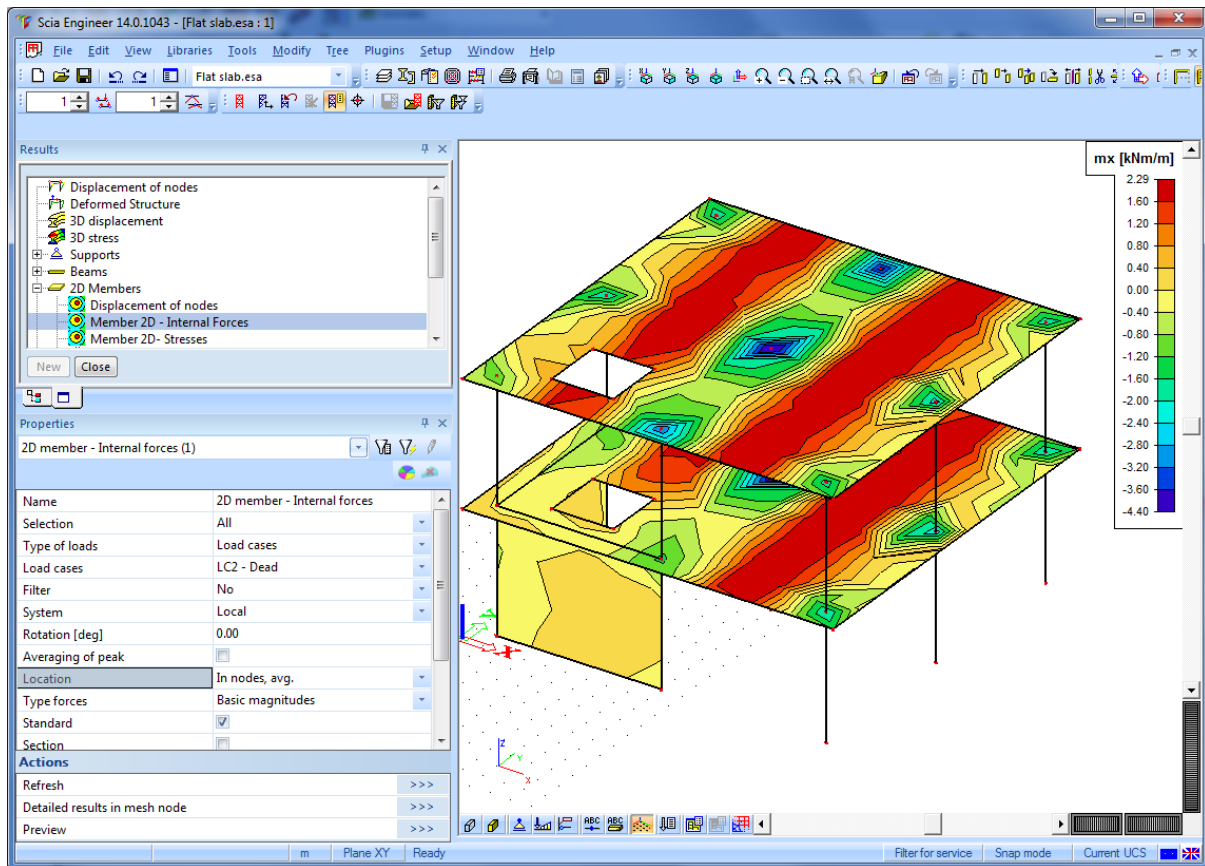 Scia Engineer 14.0.1043 - [Flat slab.esa : 1]
File Edit View Libraries Tools Modify Tree Plugins Setup Window Help
Flat slab.esa
1 1
Results
Displacement of nodes
Deformed Structure
3D displacement
3D stress
Supports
Beams
2D Members
Displacement of nodes
Member 2D - Internal Forces
Member 2D- Stresses
New Close
Properties
2D member - Internal forces (1)
Name 2D member - Internal forces
Selection All
Type of loads Load cases
Load cases LC2 - Dead
Filter No
System Local
Rotation [deg] 0.00
Averaging of peak
Location In nodes, avg.
Type forces Basic magnitudes
Standard
Section
Actions
Refresh >>>
Detailed results in mesh node >>>
Preview >>>
mx [kNm/m]
2.29
1.60
1.20
0.80
0.40
0.00
-0.40
-0.80
-1.20
-1.60
-2.00
-2.40
-2.80
-3.20
-3.60
-4.40
z
Y
x
ABC ABC
m Plane XY Ready Filter for service Snap mode Current UCS